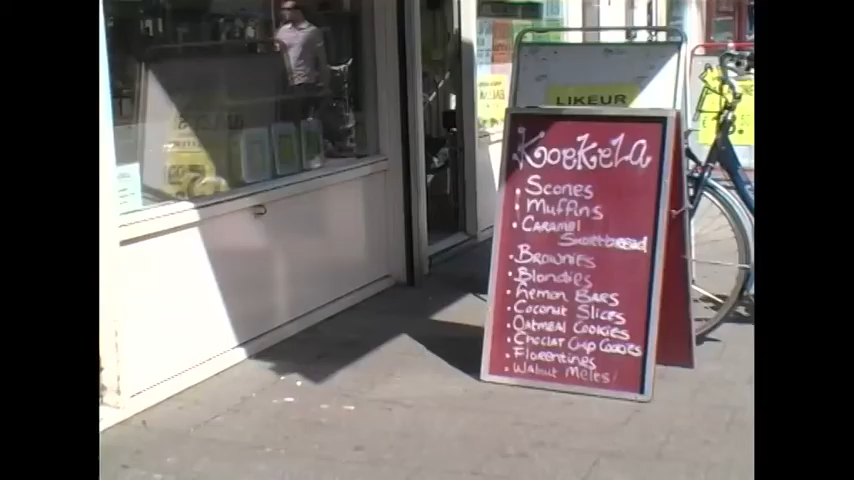 LIKEUR
KoeKeLa
Scones
Muffins
Caramel
Shortbread
Brownies
Blondies
Lemon Bars
Coconut Slices
Oatmeal Cookies
Choclat Chip Cookies
Florentines
Walnut Melts